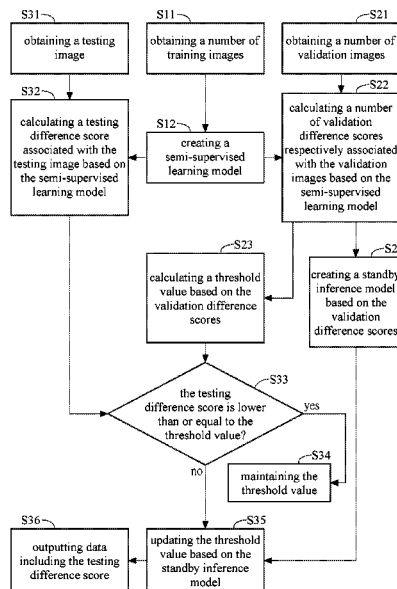 S31
obtaining a testing
image
S11
obtaining a number of
training images
S21
obtaining a number of
validation images
S32
calculating a testing
difference score
associated with the
testing image based on
the semi-supervised
learning model
S12
creating a
semi-supervised
learning model
S22
calculating a number
of validation
difference scores
respectively associated
with the validation
images based on the
semi-supervised
learning model
S23
calculating a threshold
value based on the
validation difference
scores
S2
creating a standby
inference model
based on the
validation
difference scores
S33
the testing
difference score is lower
than or equal to the
threshold value?
yes
no
S34
maintaining the
threshold value
S36
outputting data
including the testing
difference score
S35
updating the threshold
value based on the
standby inference
model